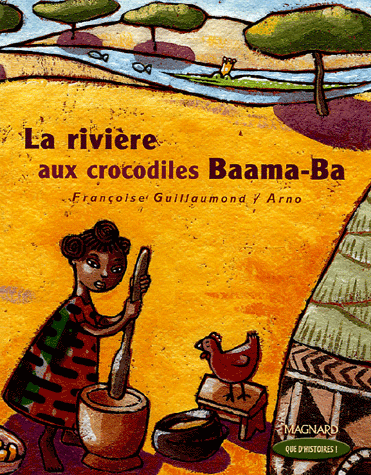 La rivière
aux crocodiles Baama-Ba
Françoise Guillaumond / Arno
MAGNARD
QUE D'HISTOIRES !